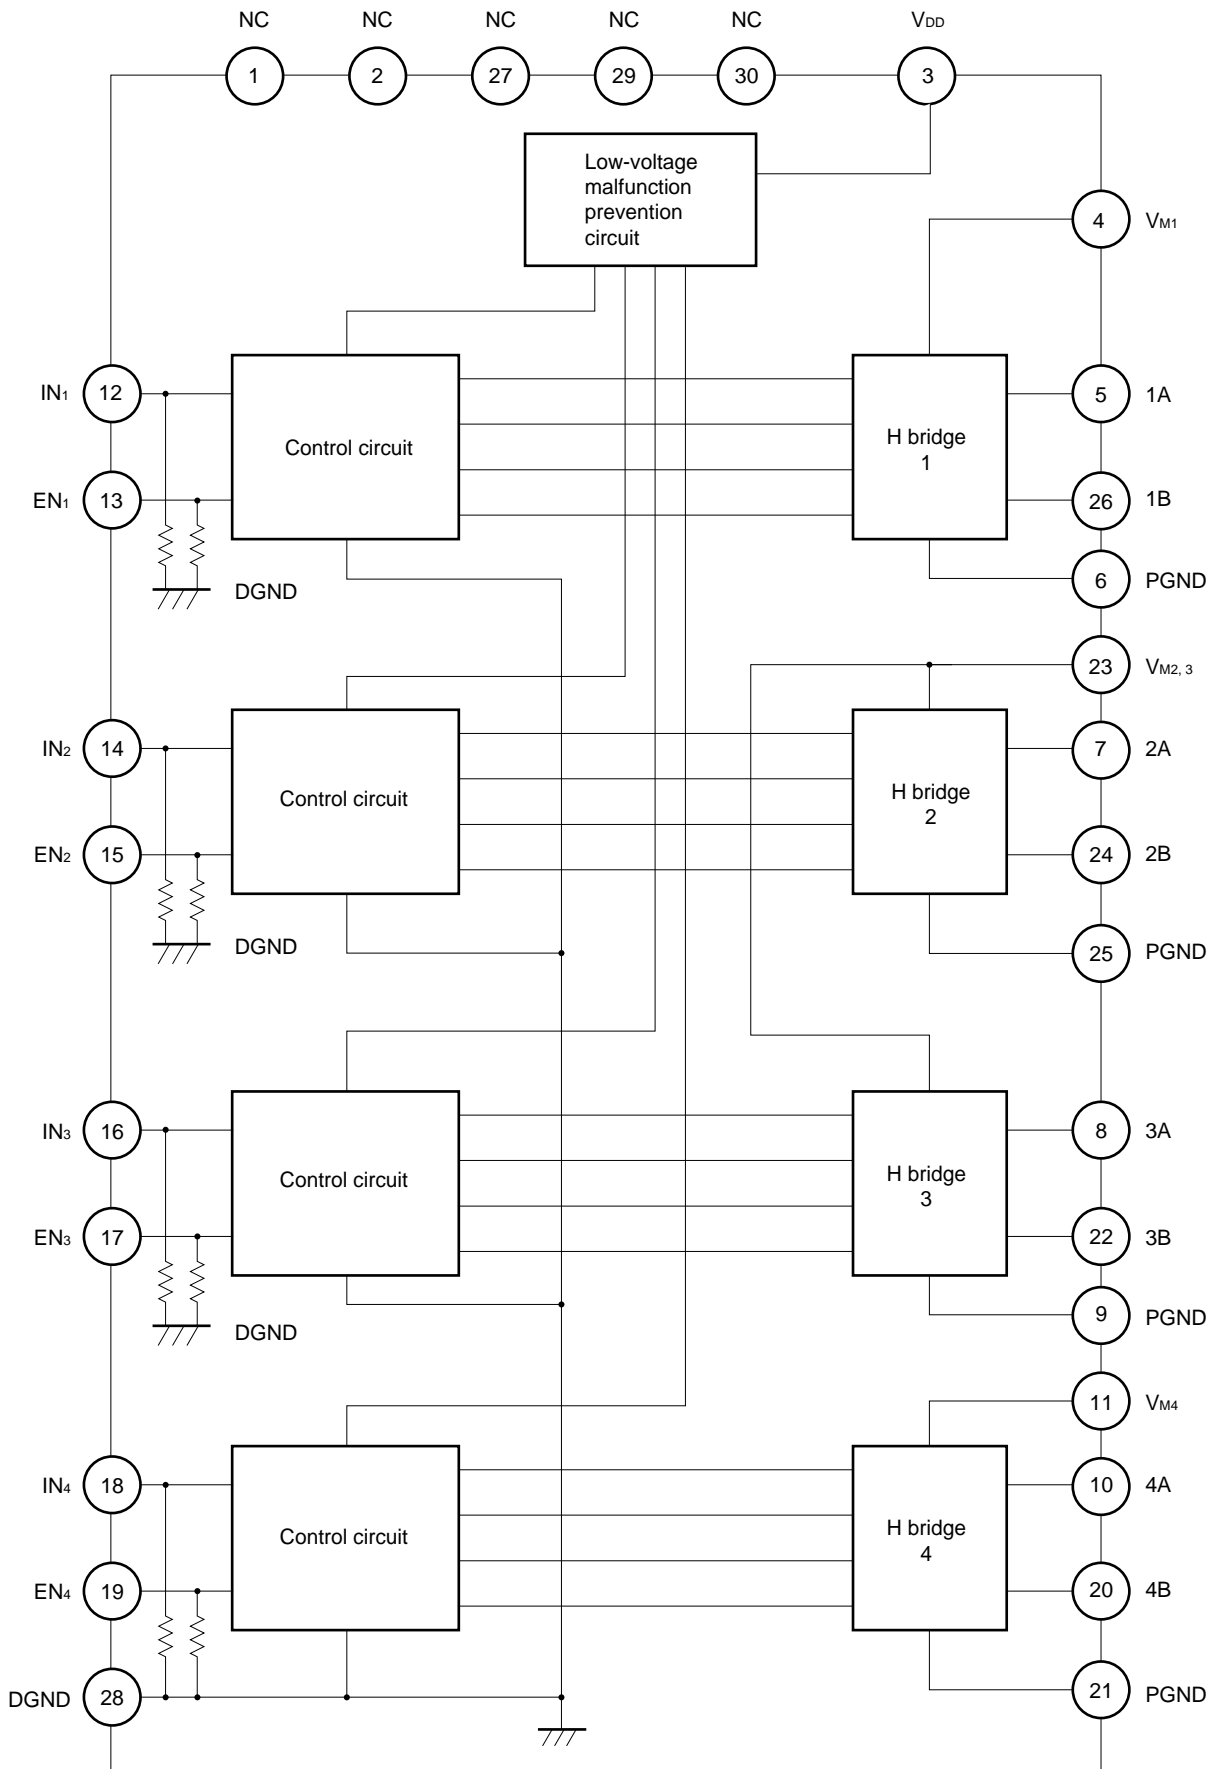 NC NC NC NC NC VDD
1 2 27 29 30 3
Low-voltage
malfunction
prevention
circuit
4 VM1
IN1 12
5 1A
Control circuit
H bridge
1
EN1 13
26 1B
DGND
6 PGND
23 VM2, 3
IN2 14
7 2A
Control circuit
H bridge
2
EN2 15
24 2B
DGND
25 PGND
IN3 16
8 3A
Control circuit
H bridge
3
EN3 17
22 3B
DGND
9 PGND
11 VM4
IN4 18
10 4A
Control circuit
H bridge
4
EN4 19
20 4B
DGND 28
21 PGND